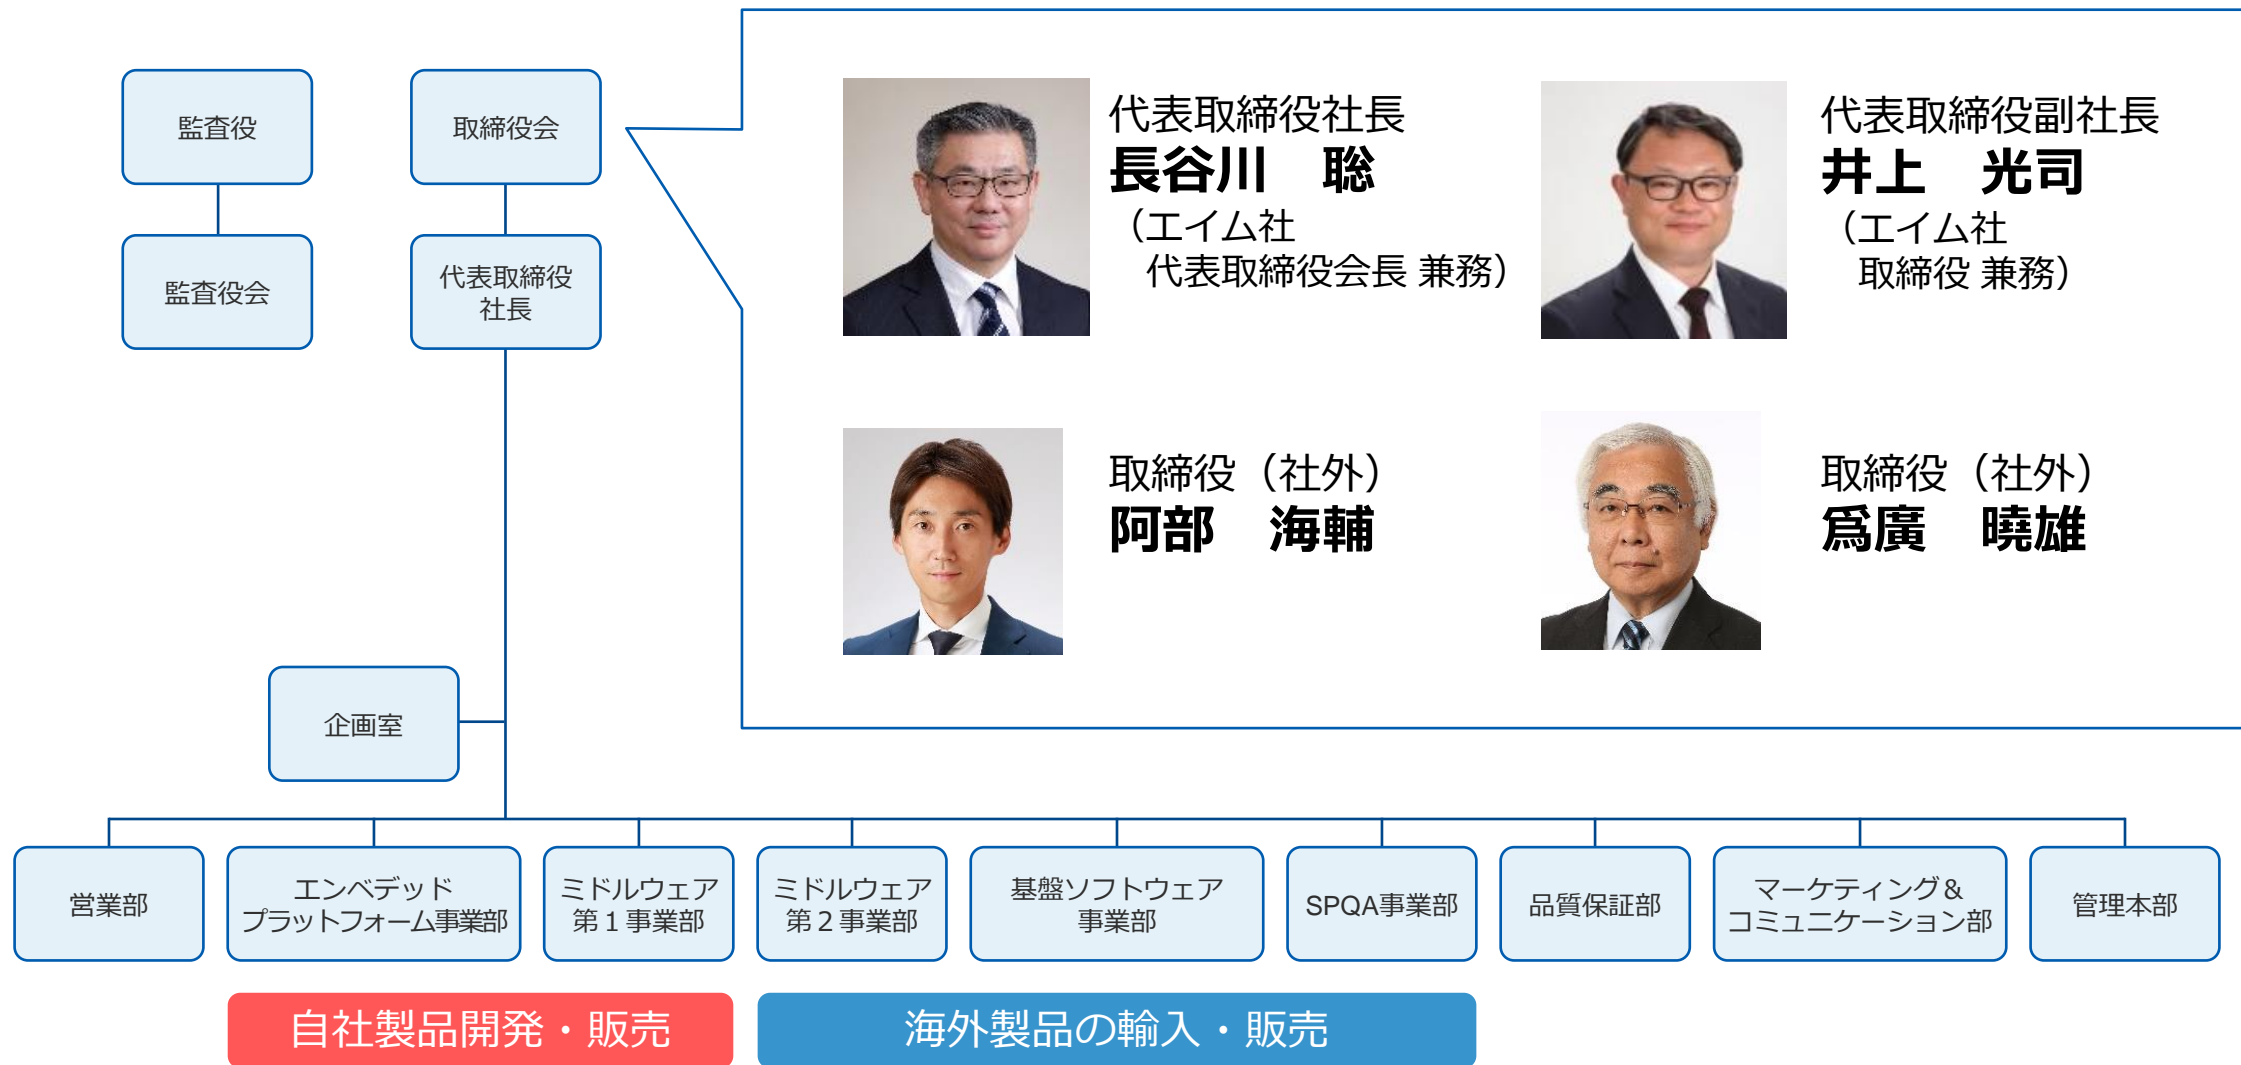 監査役
取締役会
監査役会
代表取締役
社長
代表取締役社長
長谷川　聡
（エイム社
代表取締役会長 兼務）
代表取締役副社長
井上　光司
（エイム社
取締役 兼務）
取締役（社外）
阿部　海輔
取締役（社外）
爲廣　曉雄
企画室
営業部
エンベデッド
プラットフォーム事業部
ミドルウェア
第１事業部
ミドルウェア
第２事業部
基盤ソフトウェア
事業部
SPQA事業部
品質保証部
マーケティング＆
コミュニケーション部
管理本部
自社製品開発・販売
海外製品の輸入・販売